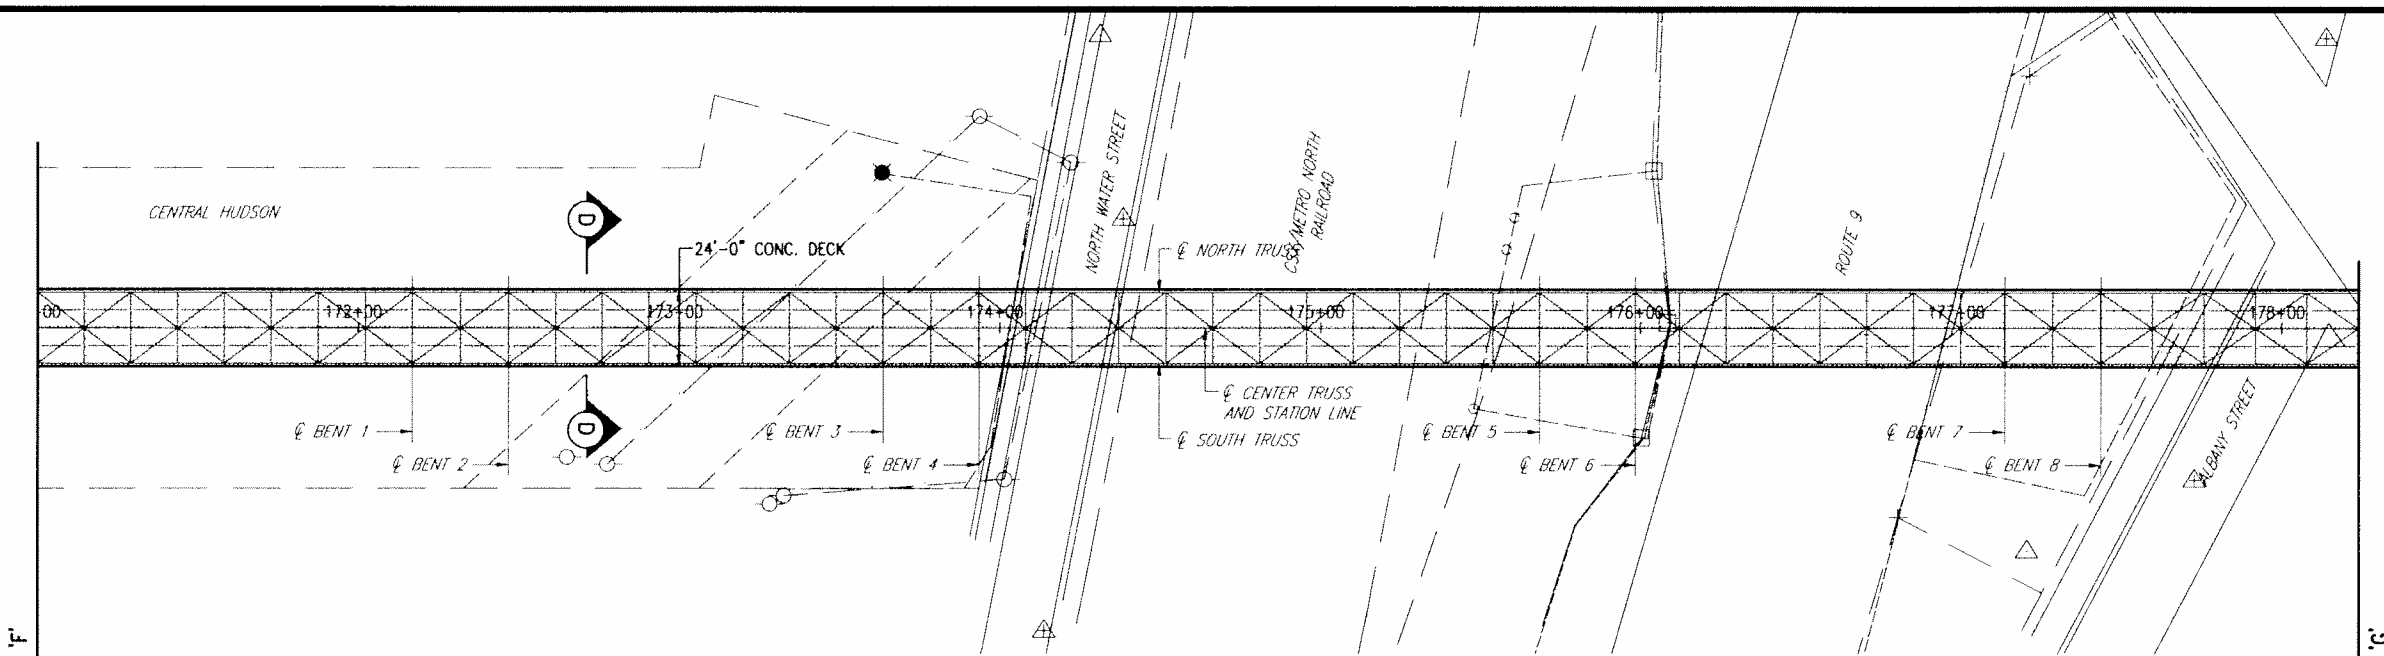 CENTRAL HUDSON
D
24'-0" CONC. DECK
NORTH WATER STREET
℄ NORTH TRUSS
CSX/METRO NORTH
RAILROAD
ROUTE 9
00
172+00
173+00
174+00
175+00
176+00
177+00
178+00
℄ BENT 1
℄ BENT 2
D
℄ BENT 3
℄ BENT 4
℄ CENTER TRUSS
AND STATION LINE
℄ SOUTH TRUSS
℄ BENT 5
℄ BENT 6
℄ BENT 7
℄ BENT 8
ALBANY STREET
'F'
'G'